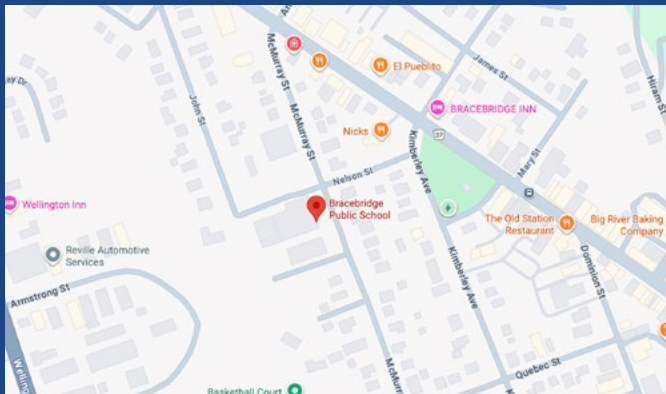 McMurray St
El Pueblito
James St
Hiram St
John St
BRACEBRIDGE INN
37
McMurray St
Nicks
Kimberley Ave
Mary St
Nelson St
Wellington Inn
Bracebridge
Public School
The Old Station
Restaurant
Big River Baking
Company
Reville Automotive
Services
Kimberley Ave
Dominion St
Armstrong St
Quebec St
Basketball Court